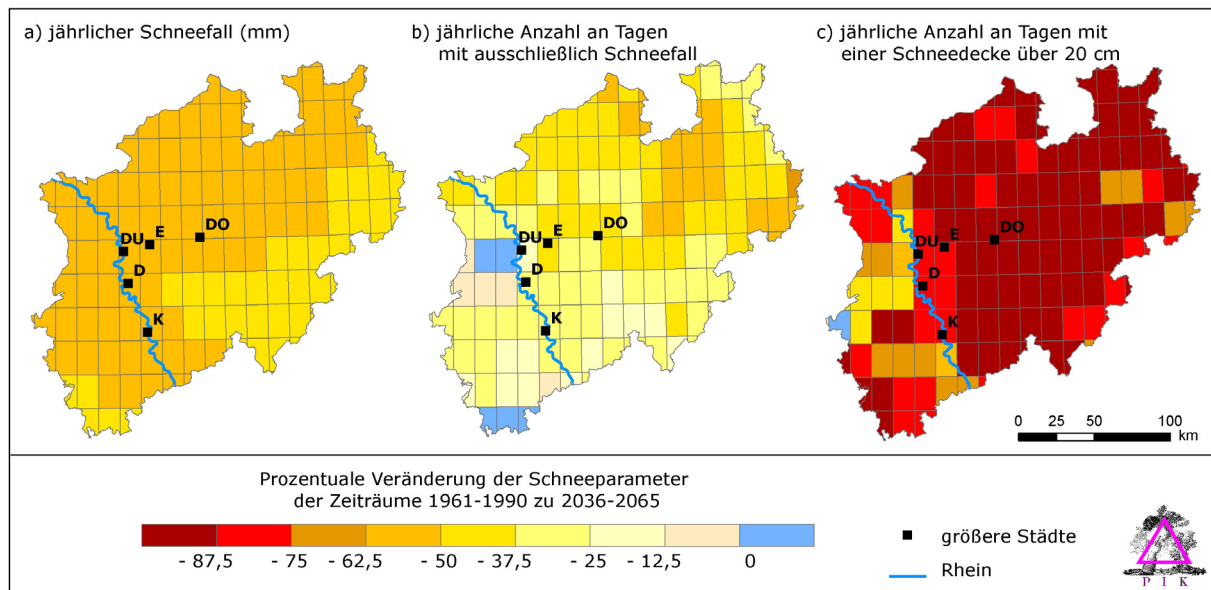 a) jährlicher Schneefall (mm)
b) jährliche Anzahl an Tagen
mit ausschließlich Schneefall
c) jährliche Anzahl an Tagen mit
einer Schneedecke über 20 cm
DU
E
DO
D
K
DU
E
DO
D
K
DU
E
DO
D
K
0 25 50 100
km
Prozentuale Veränderung der Schneeparameter
der Zeiträume 1961-1990 zu 2036-2065
- 87,5 - 75 - 62,5 - 50 - 37,5 - 25 - 12,5 0
größere Städte
Rhein
P I K